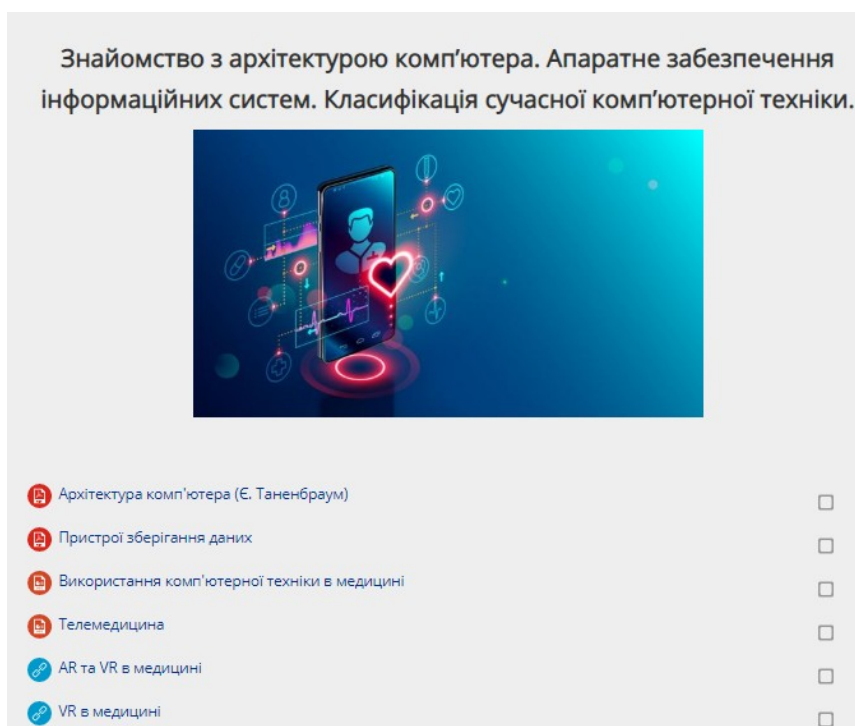 Знайомство з архітектурою комп’ютера. Апаратне забезпечення
інформаційних систем. Класифікація сучасної комп’ютерної техніки.
Архітектура комп'ютера (Є. Таненбраум)
Пристрої зберігання даних
Використання комп'ютерної техніки в медицині
Телемедицина
AR та VR в медицині
VR в медицині